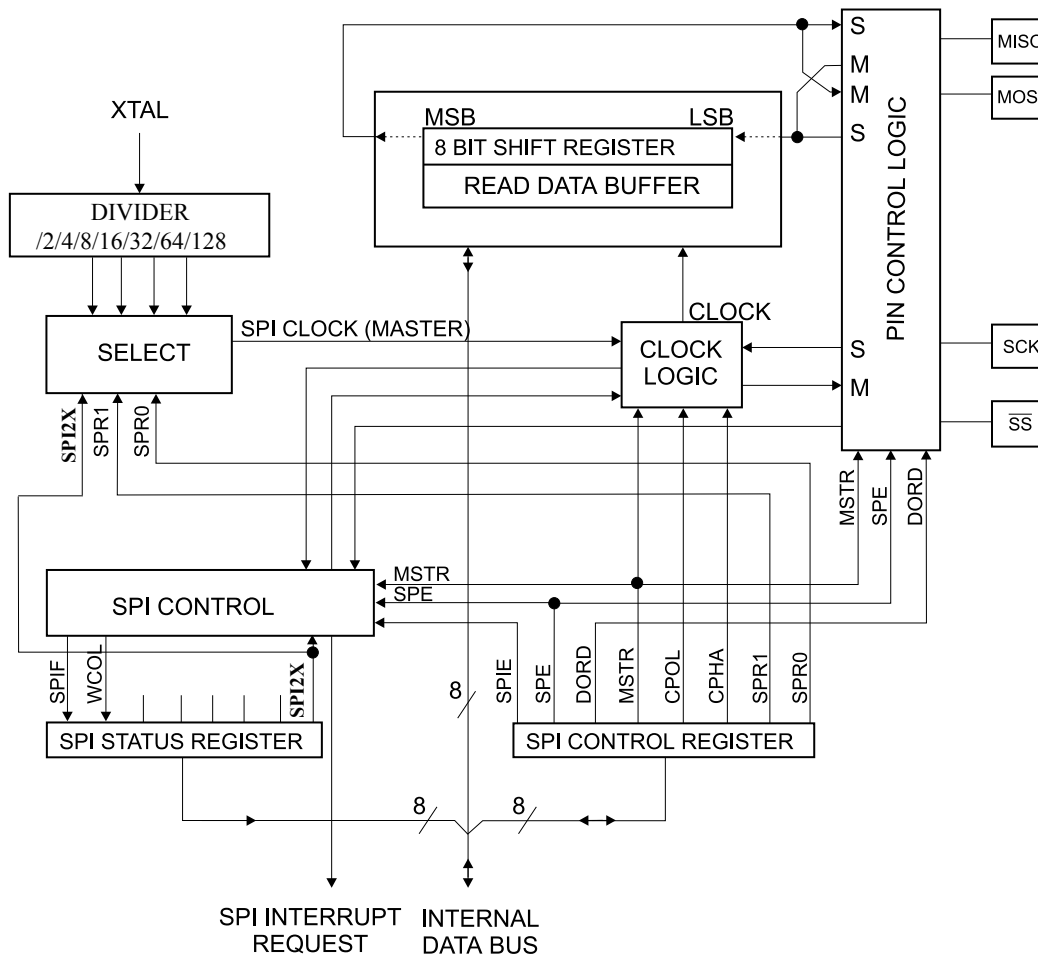 S
MISO
M
M
MOSI
XTAL
MSB
LSB
S
8 BIT SHIFT REGISTER
READ DATA BUFFER
PIN CONTROL LOGIC
DIVIDER
/2/4/8/16/32/64/128
CLOCK
SPI CLOCK (MASTER)
SELECT
CLOCK
LOGIC
S
SCK
M
SPI2X
SPR1
SPR0
SS
MSTR
SPE
DORD
MSTR
SPE
SPI CONTROL
SPIF
WCOL
SPI2X
SPIE
SPE
DORD
MSTR
CPOL
CPHA
SPR1
SPR0
8
SPI STATUS REGISTER
SPI CONTROL REGISTER
8
8
SPI INTERRUPT
REQUEST
INTERNAL
DATA BUS